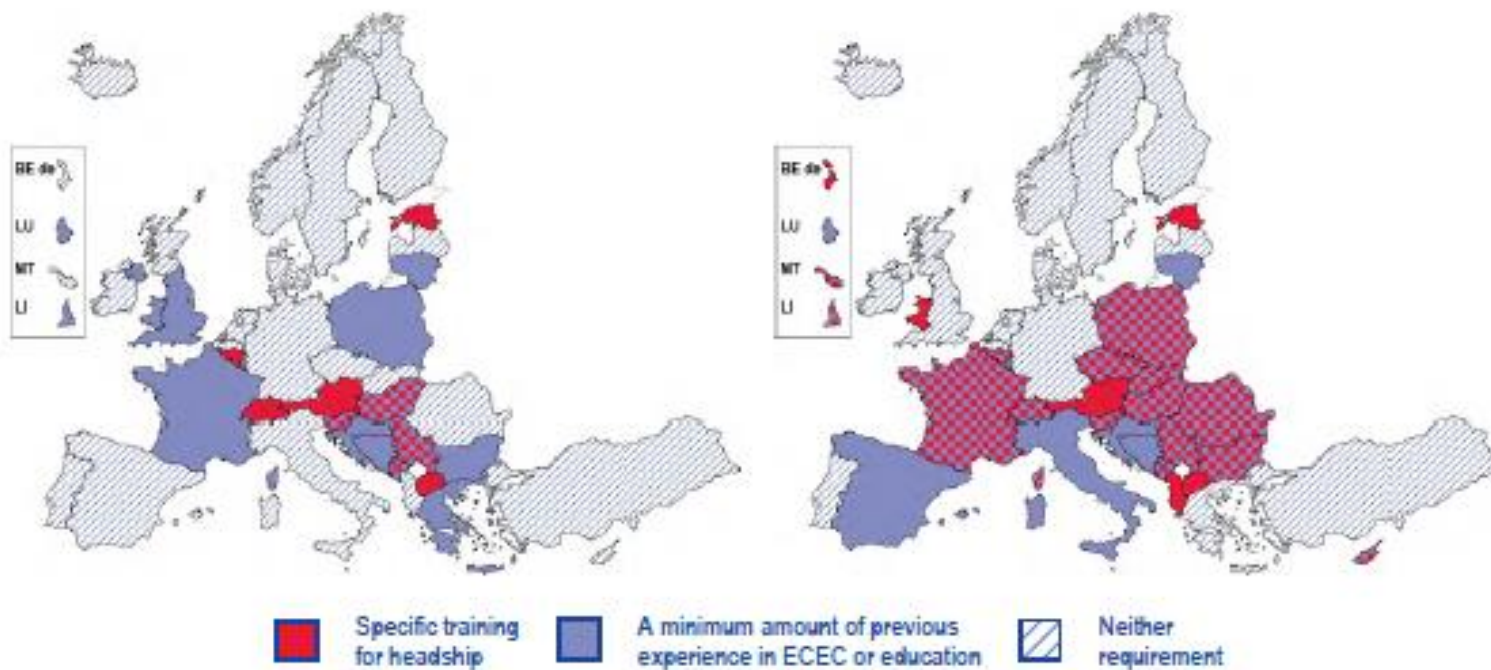 BE de
LU
MT
LI
BE de
LU
MT
LI
Specific training
for headship
A minimum amount of previous
experience in ECEC or education
Neither
requirement